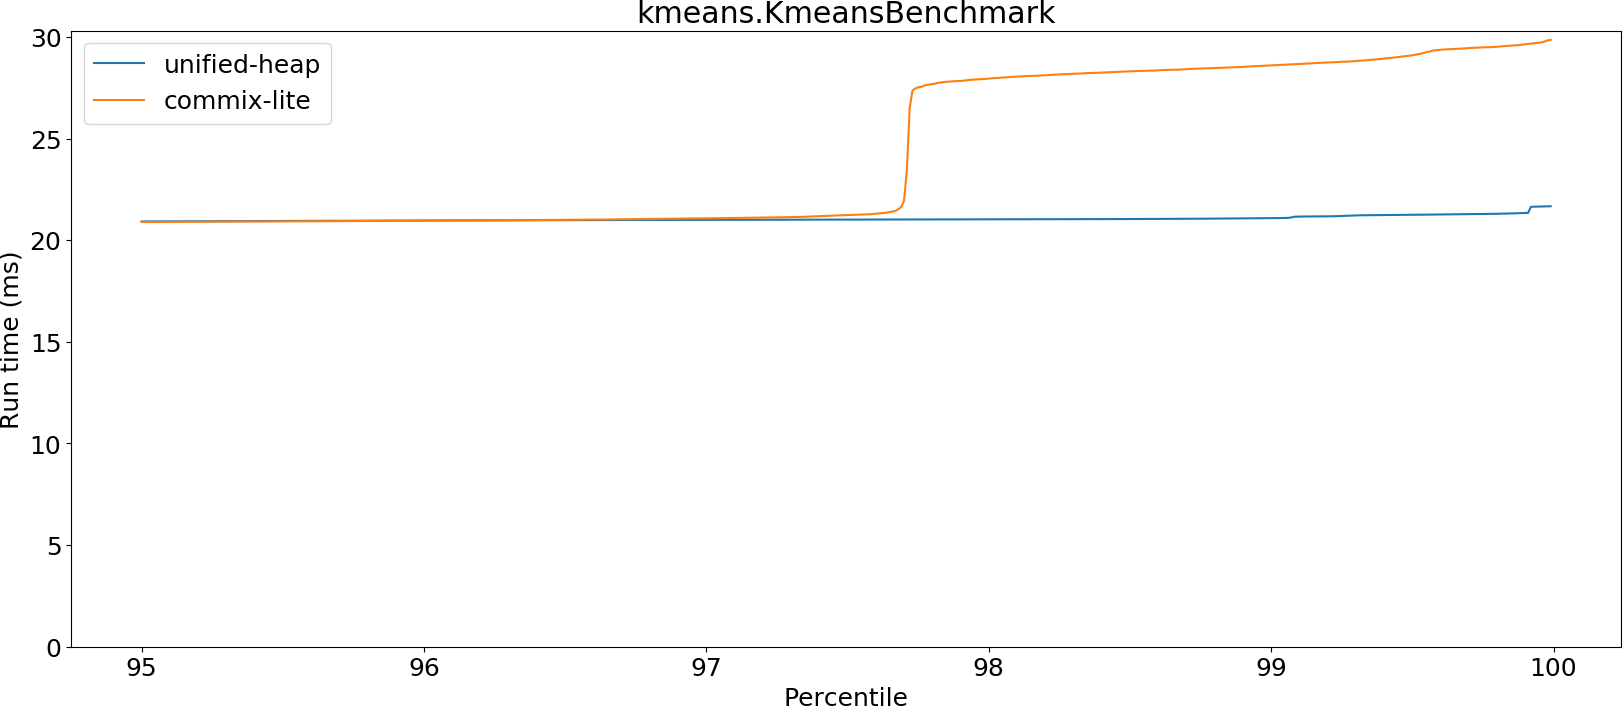 kmeans.KmeansBenchmark
unified-heap
commix-lite
Run time (ms)
30
25
20
15
10
5
0
95 96 97 98 99 100
Percentile